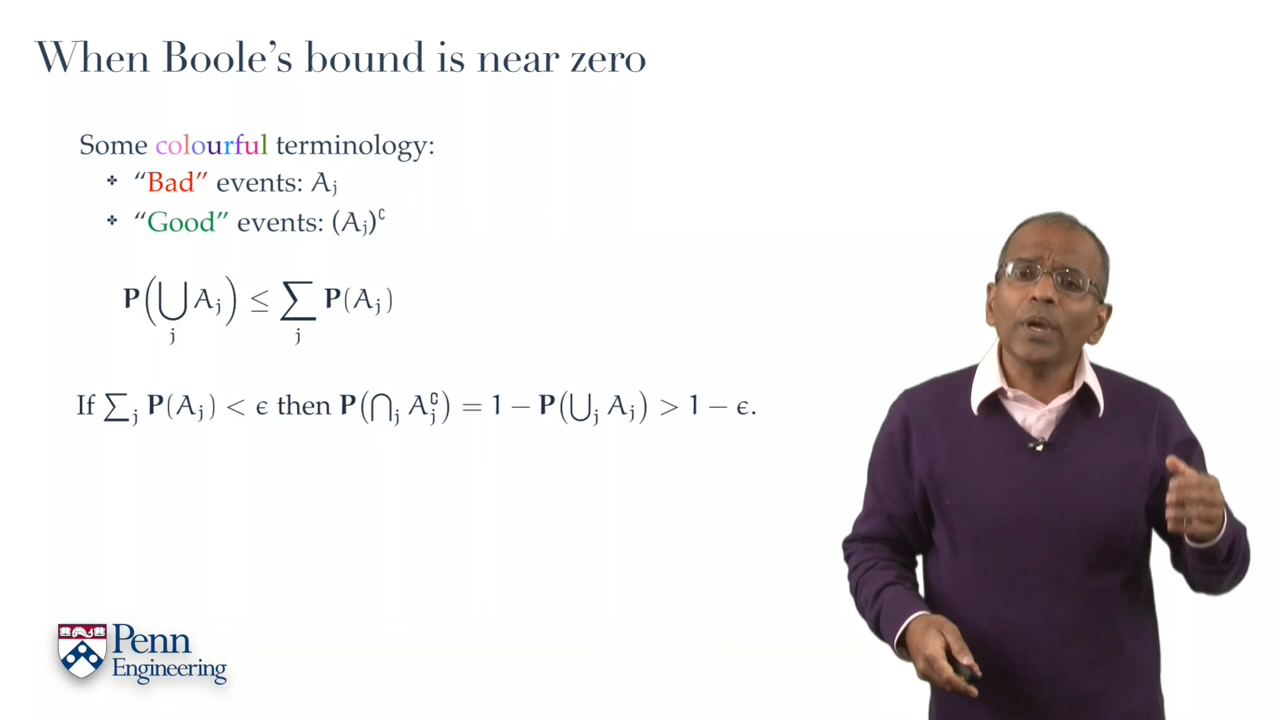 When Boole's bound is near zero
Some colourful terminology:
✤ “Bad” events: Aⱼ
✤ “Good” events: (Aⱼ)∁
P(⋃ⱼ Aⱼ) ≤ ∑ⱼ P(Aⱼ)
If ∑ⱼ P(Aⱼ) < ϵ then P(⋂ⱼ Aⱼ∁) = 1 − P(⋃ⱼ Aⱼ) > 1 − ϵ.
Penn
Engineering